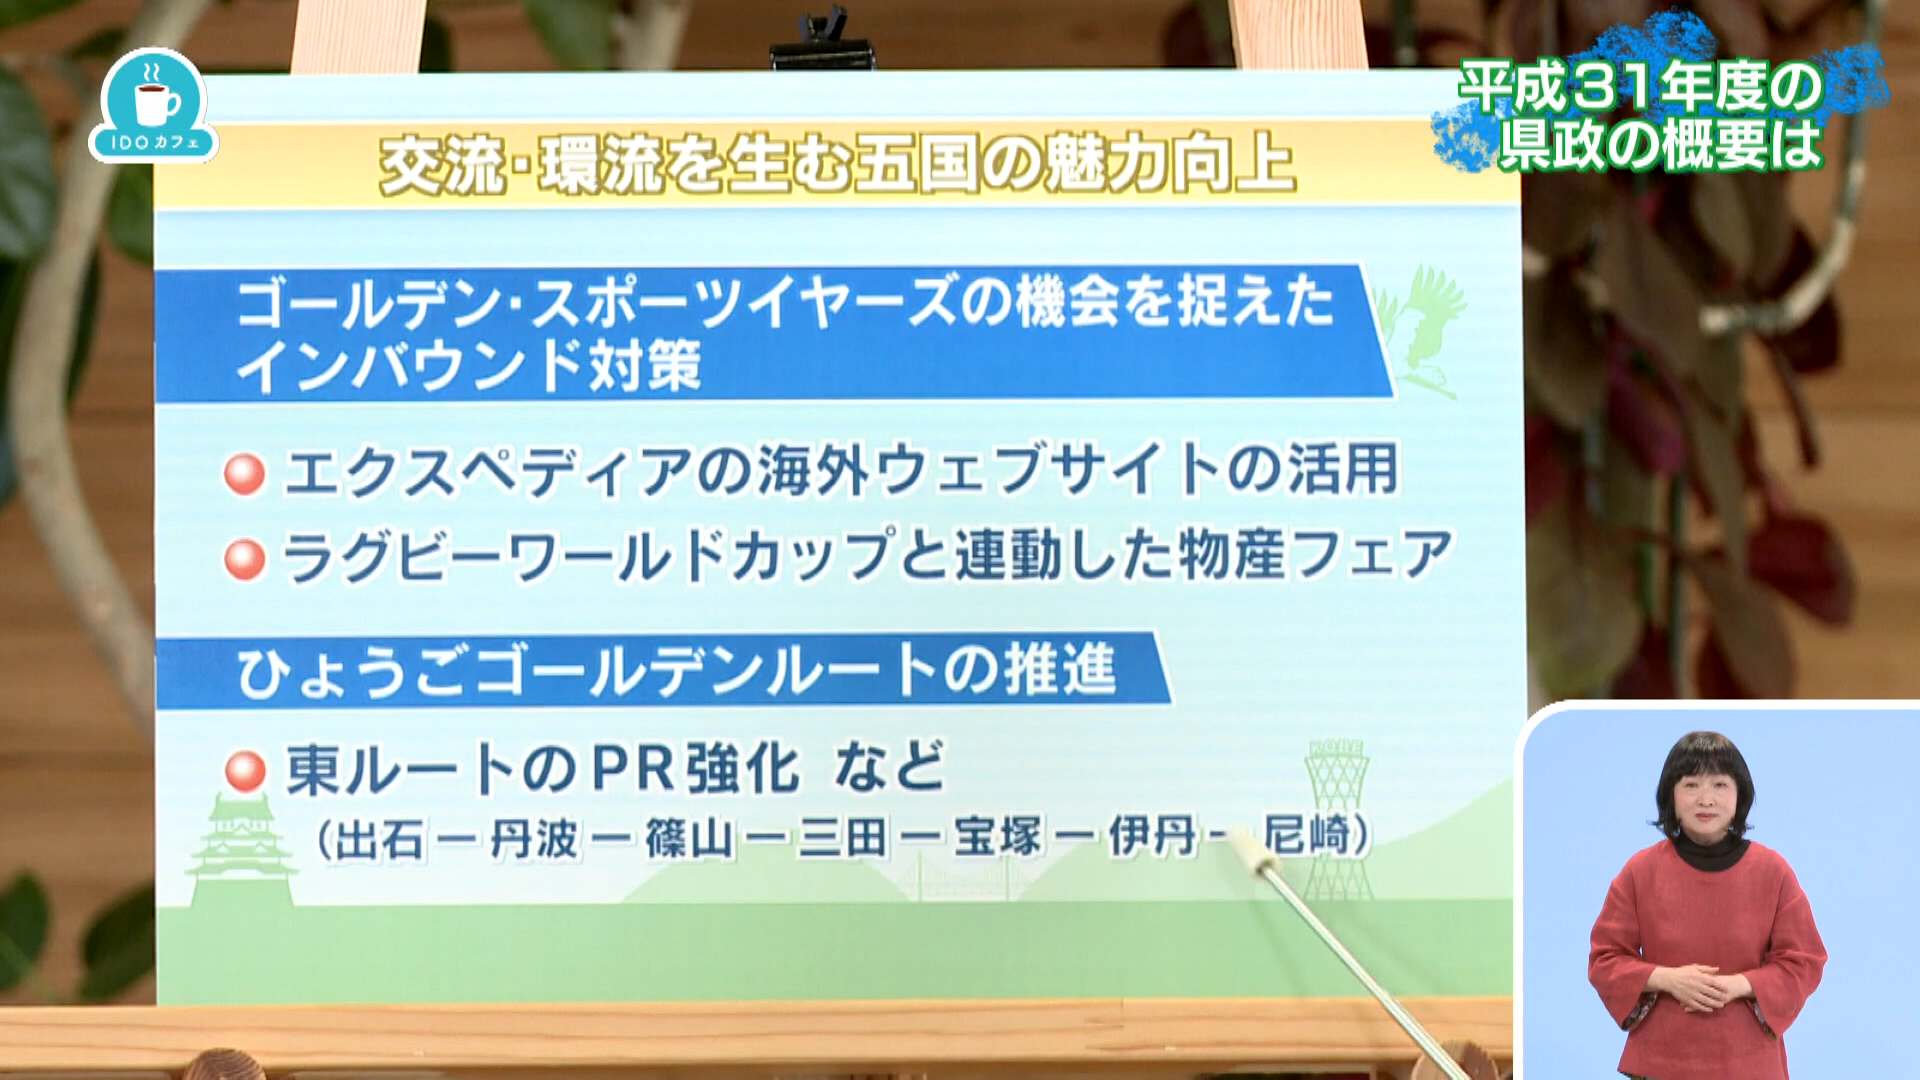 IDOカフェ
平成31年度の
県政の概要は
交流・環流を生む五国の魅力向上
ゴールデン・スポーツイヤーズの機会を捉えた
インバウンド対策
エクスペディアの海外ウェブサイトの活用
ラグビーワールドカップと連動した物産フェア
ひょうごゴールデンルートの推進
東ルートのPR強化 など
(出石ー丹波ー篠山ー三田ー宝塚ー伊丹ー尼崎)
KOBE